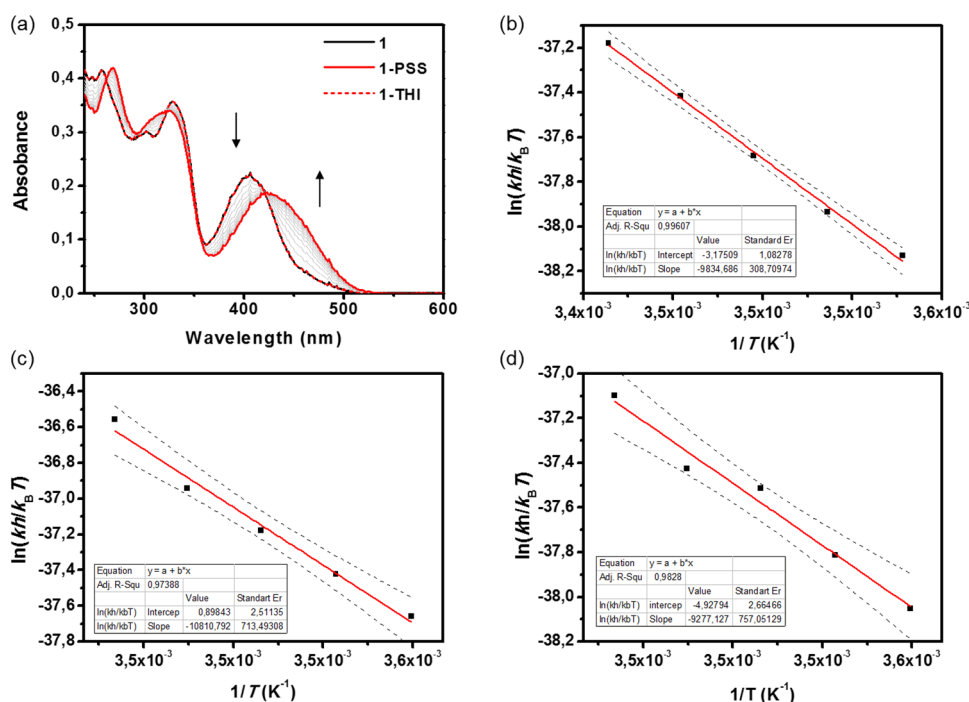 (a)
0,5
0,4
0,3
0,2
0,1
0,0
Absobance
1
1-PSS
1-THI
300
400
500
600
Wavelength (nm)
(b)
-37,2
-37,4
-37,6
-37,8
-38,0
-38,2
ln(kh/k_B T)
Equation y = a + b*x
Adj. R-Squ 0,99607
Value Standard Er
ln(kh/kbT) Intercept -3,17509 1,08278
ln(kh/kbT) Slope -9834,686 308,70974
3,4x10⁻³ 3,5x10⁻³ 3,5x10⁻³ 3,5x10⁻³ 3,6x10⁻³
1/T (K⁻¹)
(c)
-36,4
-36,6
-36,8
-37,0
-37,2
-37,4
-37,6
-37,8
ln(kh/k_B T)
Equation y = a + b*x
Adj. R-Squ 0,97388
Value Standart Er
ln(kh/kbT) Intercep 0,89843 2,51135
ln(kh/kbT) Slope -10810,792 713,49308
3,5x10⁻³ 3,5x10⁻³ 3,5x10⁻³ 3,6x10⁻³
1/T (K⁻¹)
(d)
-37,0
-37,2
-37,4
-37,6
-37,8
-38,0
-38,2
ln(kh/k_B T)
Equation y = a + b*x
Adj. R-Squ 0,9828
Value Standart Er
ln(kh/kbT) intercep -4,92794 2,66466
ln(kh/kbT) Slope -9277,127 757,05129
3,5x10⁻³ 3,5x10⁻³ 3,5x10⁻³ 3,6x10⁻³
1/T (K⁻¹)